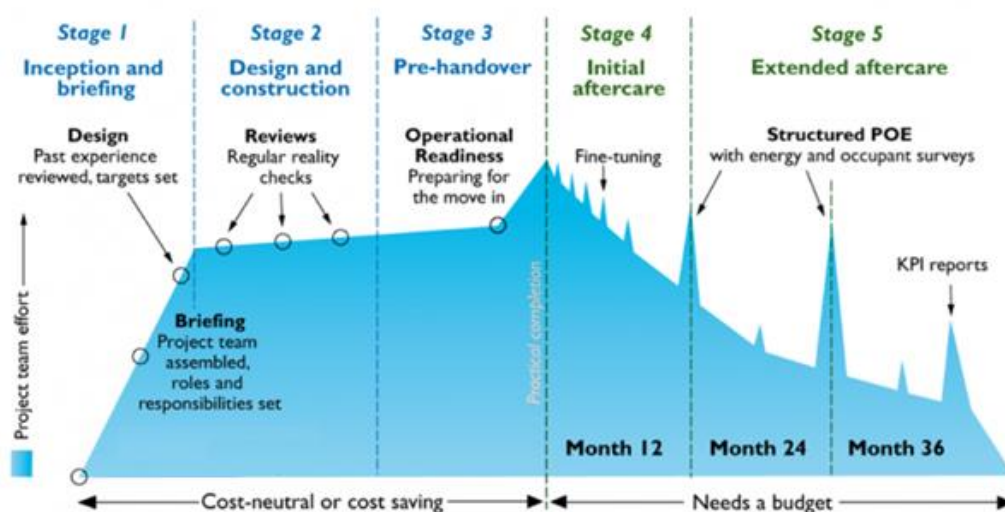 Stage 1
Inception and
briefing
Stage 2
Design and
construction
Stage 3
Pre-handover
Stage 4
Initial
aftercare
Stage 5
Extended aftercare
Design
Past experience
reviewed, targets set
Reviews
Regular reality
checks
Operational
Readiness
Preparing for
the move in
Fine-tuning
Structured POE
with energy and occupant surveys
KPI reports
Project team effort
Briefing
Project team
assembled,
roles and
responsibilities set
Practical completion
Month 12
Month 24
Month 36
Cost-neutral or cost saving
Needs a budget